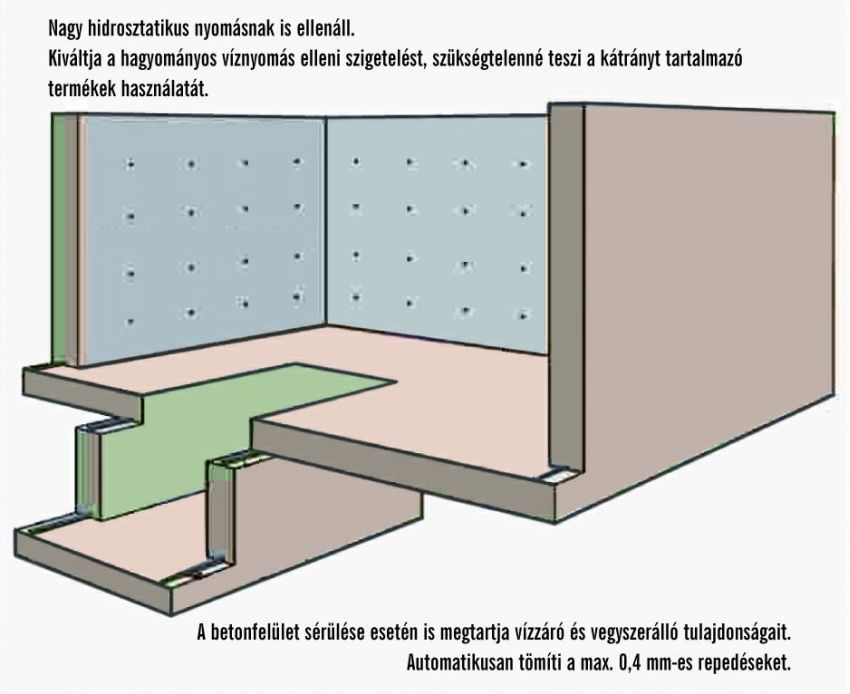 Nagy hidrosztatikus nyomásnak is ellenáll.
Kiváltja a hagyományos víznyomás elleni szigetelést, szükségtelenné teszi a kátrányt tartalmazó
termékek használatát.
A betonfelület sérülése esetén is megtartja vízzáró és vegyszerálló tulajdonságait.
Automatikusan tömíti a max. 0,4 mm-es repedéseket.